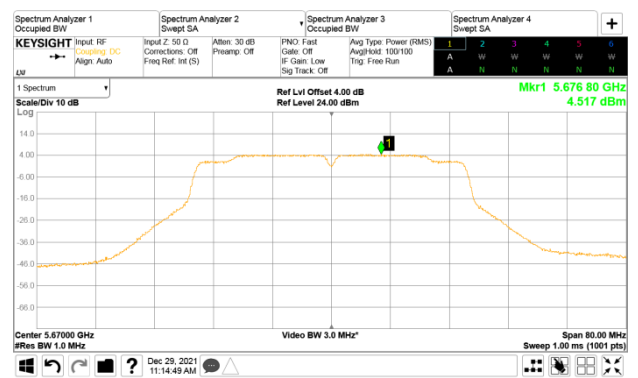 Spectrum Analyzer 1
Occupied BW
Spectrum Analyzer 2
Swept SA
Spectrum Analyzer 3
Occupied BW
Spectrum Analyzer 4
Swept SA
KEYSIGHT
Input: RF
Coupling: DC
Align: Auto
Input Z: 50 Ω
Corrections: Off
Freq Ref: Int (S)
Atten: 30 dB
Preamp: Off
PNO: Fast
Gate: Off
IF Gain: Low
Sig Track: Off
Avg Type: Power (RMS)
Avg|Hold: 100/100
Trig: Free Run
1 2 3 4 5 6
A W W W W W
A N N N N N
LXI
1 Spectrum
Scale/Div 10 dB
Ref Lvl Offset 4.00 dB
Ref Level 24.00 dBm
Mkr1 5.676 80 GHz
4.517 dBm
Log
14.0
4.00
-6.00
-16.0
-26.0
-36.0
-46.0
-56.0
-66.0
1
Center 5.67000 GHz
#Res BW 1.0 MHz
Video BW 3.0 MHz*
Span 80.00 MHz
Sweep 1.00 ms (1001 pts)
Dec 29, 2021
11:14:49 AM